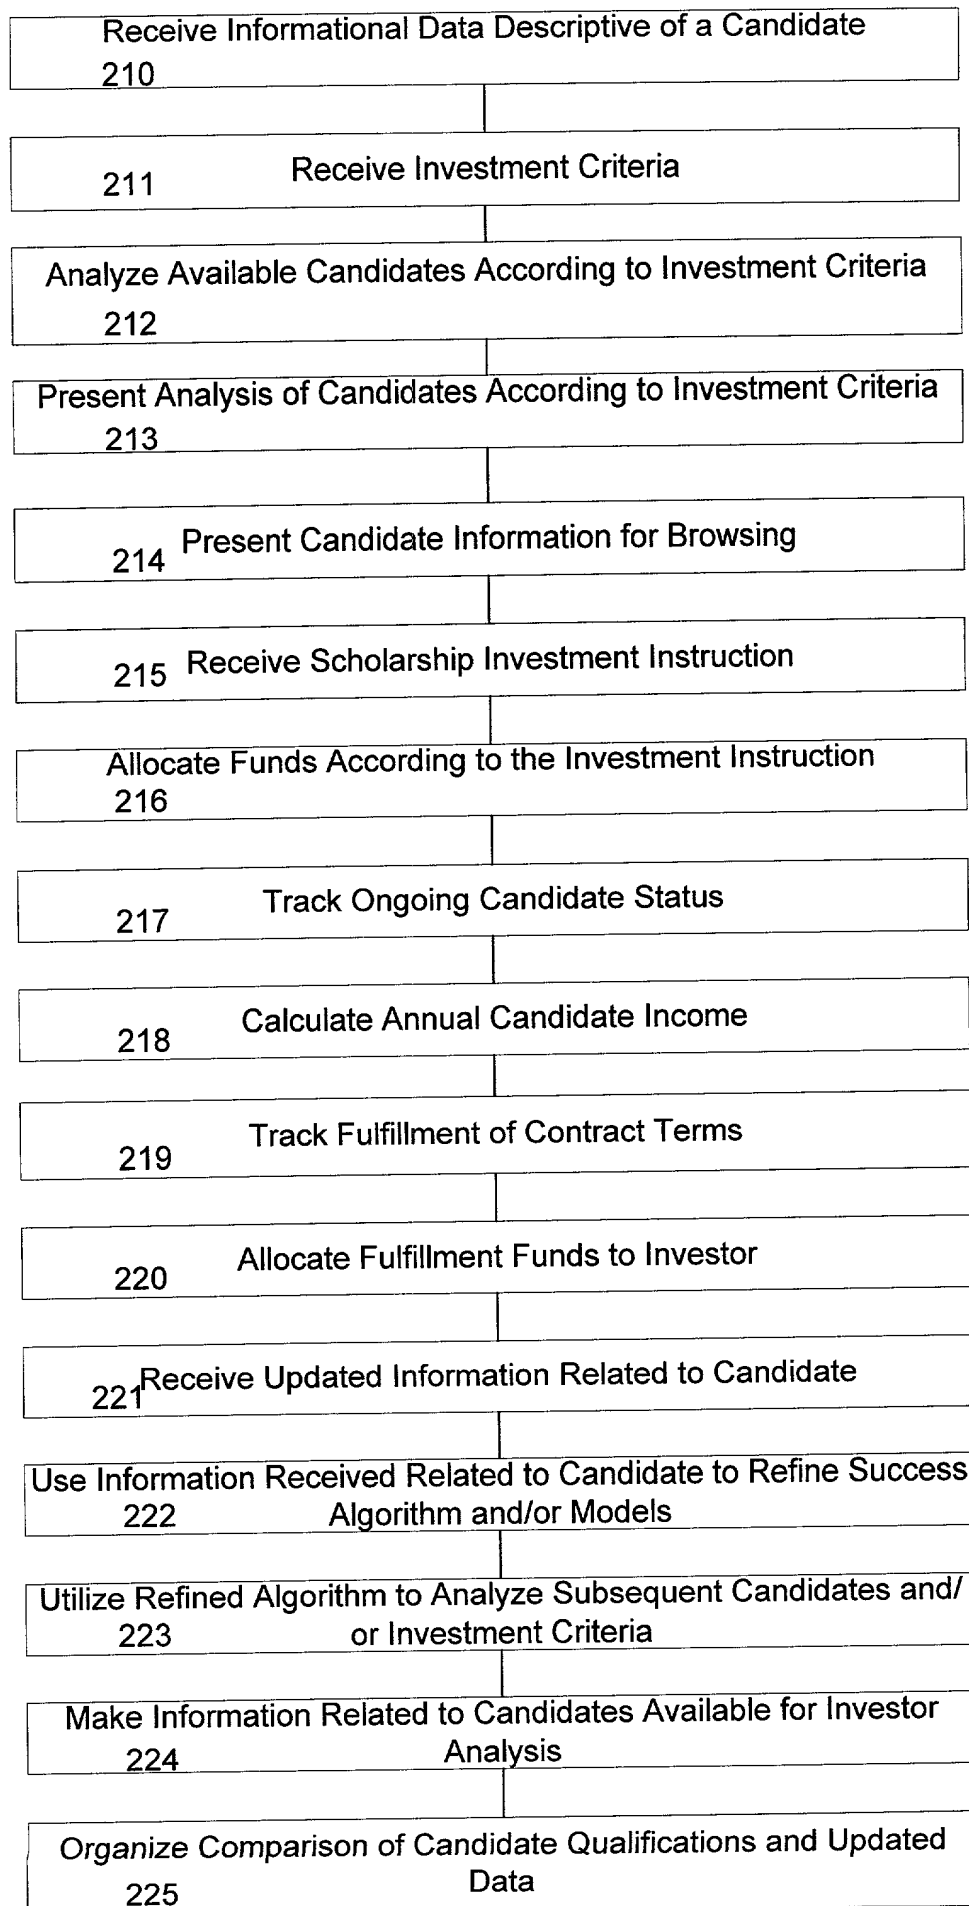 Receive Informational Data Descriptive of a Candidate
210
211 Receive Investment Criteria
Analyze Available Candidates According to Investment Criteria
212
Present Analysis of Candidates According to Investment Criteria
213
214 Present Candidate Information for Browsing
215 Receive Scholarship Investment Instruction
Allocate Funds According to the Investment Instruction
216
217 Track Ongoing Candidate Status
218 Calculate Annual Candidate Income
219 Track Fulfillment of Contract Terms
220 Allocate Fulfillment Funds to Investor
221 Receive Updated Information Related to Candidate
Use Information Received Related to Candidate to Refine Success
222 Algorithm and/or Models
Utilize Refined Algorithm to Analyze Subsequent Candidates and/
223 or Investment Criteria
Make Information Related to Candidates Available for Investor
224 Analysis
Organize Comparison of Candidate Qualifications and Updated
225 Data